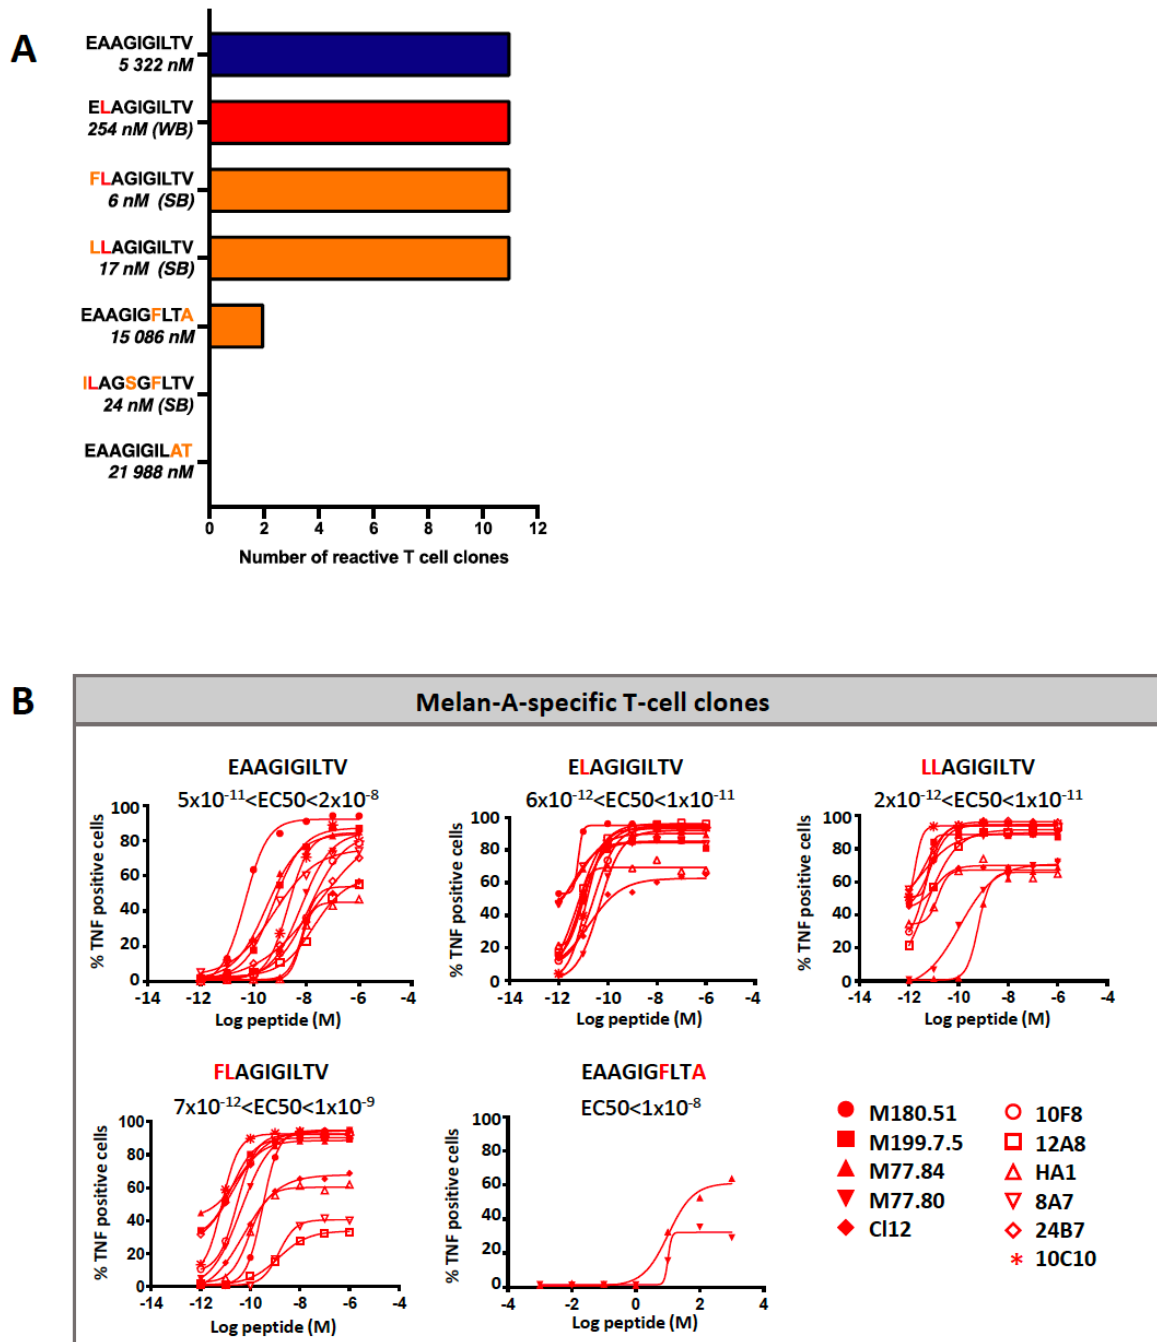 A
EAAGIGILTV
5 322 nM
ELAGIGILTV
254 nM (WB)
FLAGIGILTV
6 nM (SB)
LLAGIGILTV
17 nM (SB)
EAAGIGFLTA
15 086 nM
ILAGSGFLTV
24 nM (SB)
EAAGIGILAT
21 988 nM
0 2 4 6 8 10 12
Number of reactive T cell clones
B
Melan-A-specific T-cell clones
EAAGIGILTV
5x10⁻¹¹<EC50<2x10⁻⁸
% TNF positive cells
100
80
60
40
20
0
-14 -12 -10 -8 -6 -4
Log peptide (M)
ELAGIGILTV
6x10⁻¹²<EC50<1x10⁻¹¹
% TNF positive cells
100
80
60
40
20
0
-14 -12 -10 -8 -6 -4
Log peptide (M)
LLAGIGILTV
2x10⁻¹²<EC50<1x10⁻¹¹
% TNF positive cells
100
80
60
40
20
0
-14 -12 -10 -8 -6 -4
Log peptide (M)
FLAGIGILTV
7x10⁻¹²<EC50<1x10⁻⁹
% TNF positive cells
100
80
60
40
20
0
-14 -12 -10 -8 -6 -4
Log peptide (M)
EAAGIGFLTA
EC50<1x10⁻⁸
% TNF positive cells
100
80
60
40
20
0
-4 -2 0 2 4
Log peptide (M)
M180.51
M199.7.5
M77.84
M77.80
Cl12
10F8
12A8
HA1
8A7
24B7
10C10